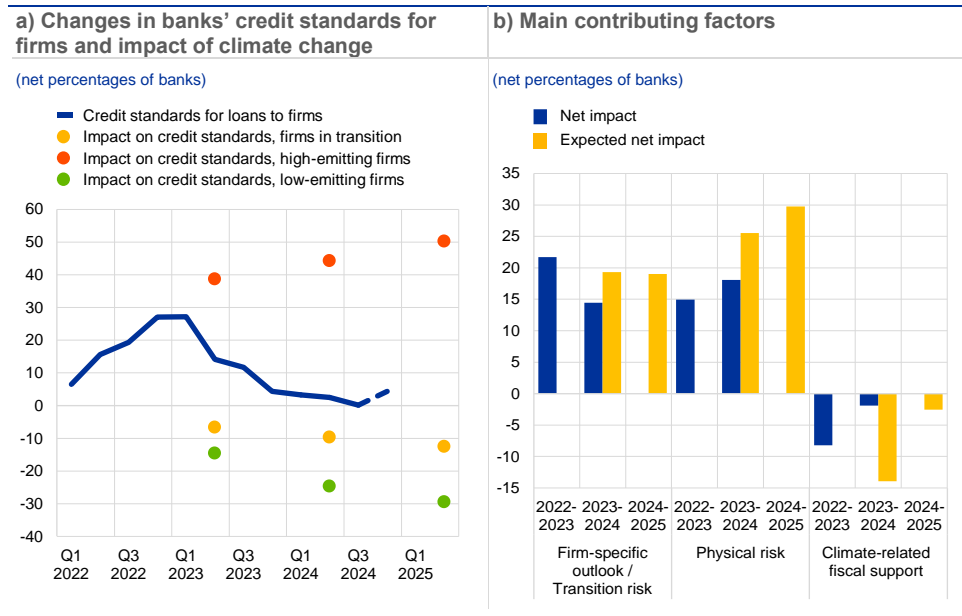 a) Changes in banks' credit standards for
firms and impact of climate change
(net percentages of banks)
Credit standards for loans to firms
Impact on credit standards, firms in transition
Impact on credit standards, high-emitting firms
Impact on credit standards, low-emitting firms
60
50
40
30
20
10
0
-10
-20
-30
-40
Q1 Q3 Q1 Q3 Q1 Q3 Q1
2022 2022 2023 2023 2024 2024 2025
b) Main contributing factors
(net percentages of banks)
Net impact
Expected net impact
35
30
25
20
15
10
5
0
-5
-10
-15
2022- 2023- 2024- 2022- 2023- 2024- 2022- 2023- 2024-
2023 2024 2025 2023 2024 2025 2023 2024 2025
Firm-specific Physical risk Climate-related
outlook / fiscal support
Transition risk